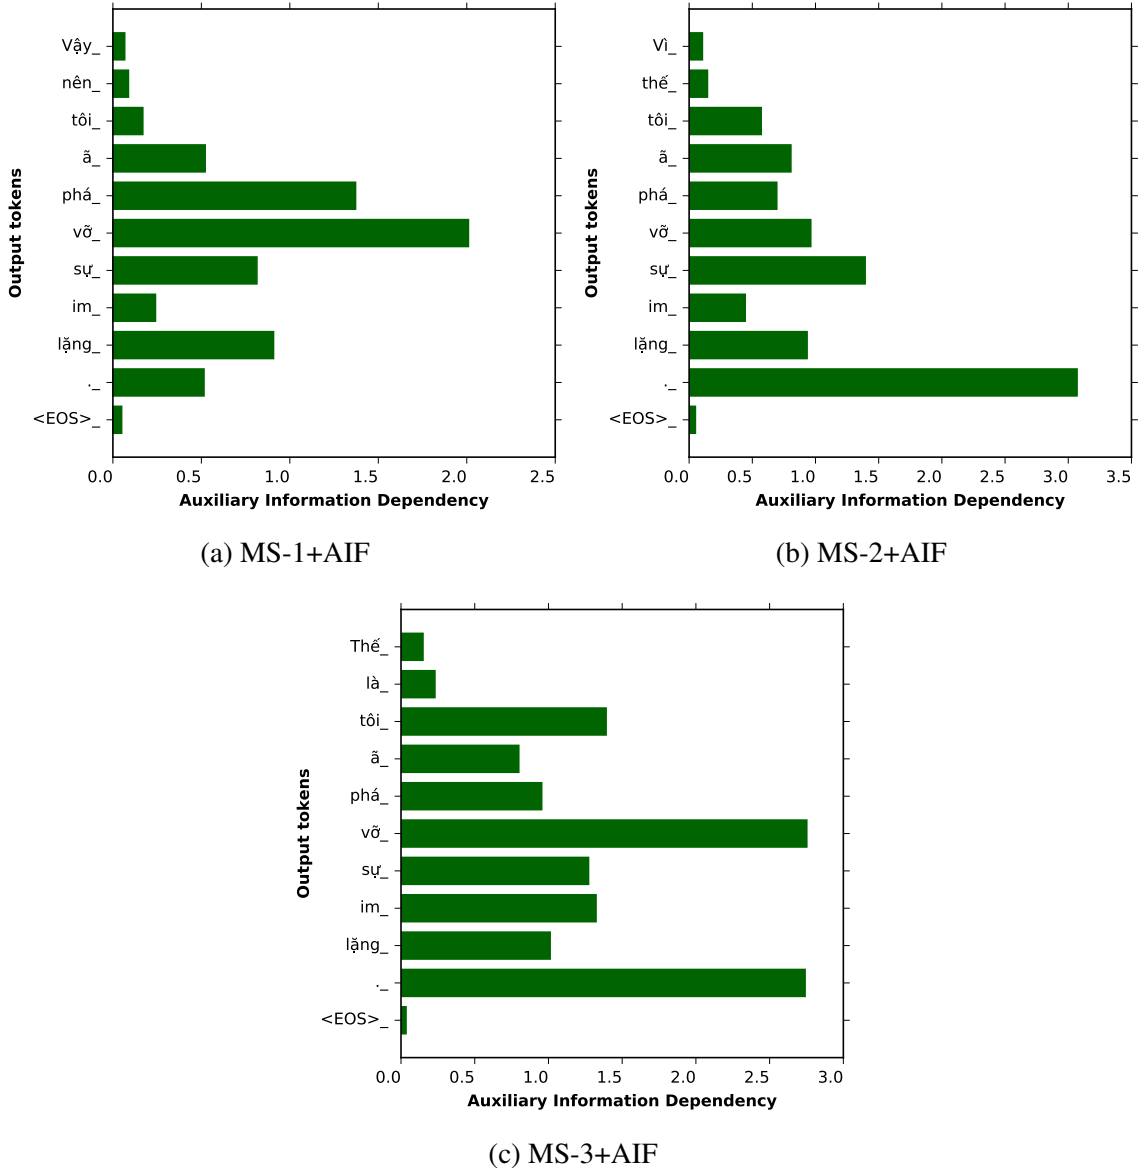 Output tokens
Vậy_
nên_
tôi_
ã_
phá_
vỡ_
sự_
im_
lặng_
._
<EOS>_
0.0 0.5 1.0 1.5 2.0 2.5
Auxiliary Information Dependency
(a) MS-1+AIF
Output tokens
Vì_
thế_
tôi_
ã_
phá_
vỡ_
sự_
im_
lặng_
._
<EOS>_
0.0 0.5 1.0 1.5 2.0 2.5 3.0 3.5
Auxiliary Information Dependency
(b) MS-2+AIF
Output tokens
Thế_
là_
tôi_
ã_
phá_
vỡ_
sự_
im_
lặng_
._
<EOS>_
0.0 0.5 1.0 1.5 2.0 2.5 3.0
Auxiliary Information Dependency
(c) MS-3+AIF